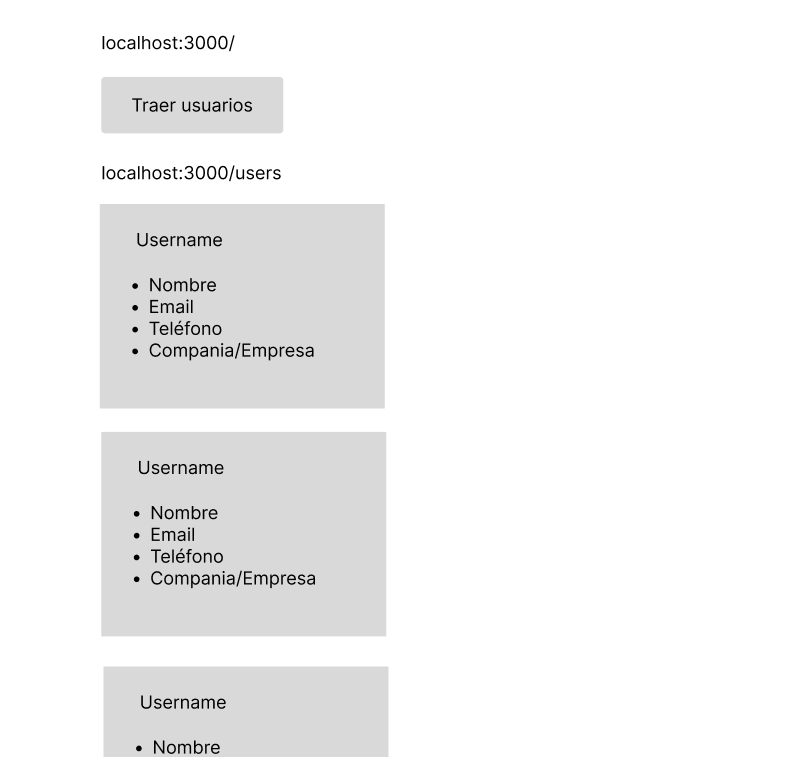 localhost:3000/
Traer usuarios
localhost:3000/users
Username
• Nombre
• Email
• Teléfono
• Compania/Empresa
Username
• Nombre
• Email
• Teléfono
• Compania/Empresa
Username
• Nombre